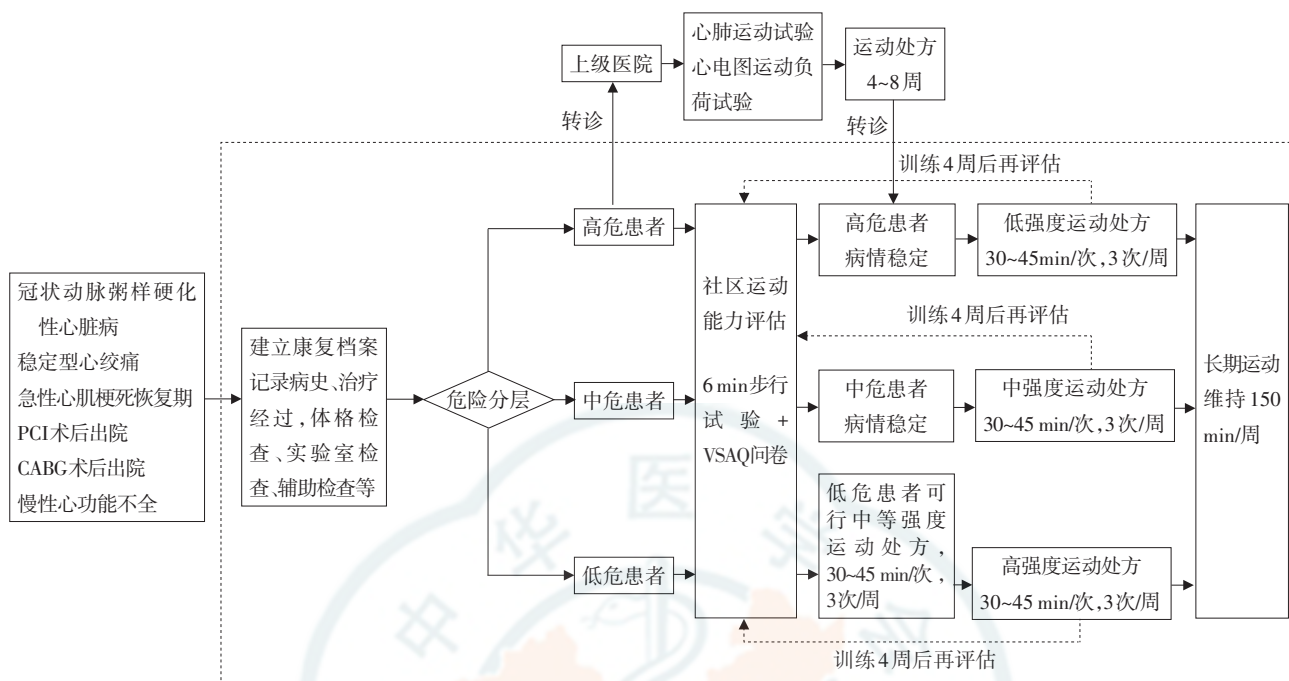 上级医院
心肺运动试验
心电图运动负
荷试验
运动处方
4~8周
转诊
转诊
训练4周后再评估
高危患者
高危患者
病情稳定
低强度运动处方
30~45min/次,3次/周
冠状动脉粥样硬化
性心脏病
稳定型心绞痛
急性心肌梗死恢复期
PCI术后出院
CABG术后出院
慢性心功能不全
建立康复档案
记录病史、治疗
经过,体格检
查、实验室检
查、辅助检查等
危险分层
中危患者
社区运动
能力评估
6 min步行
试验+
VSAQ问卷
训练4周后再评估
中危患者
病情稳定
中强度运动处方
30~45 min/次,3次/周
长期运动
维持150
min/周
低危患者
低危患者可
行中等强度
运动处方,
30~45 min/次,
3次/周
高强度运动处方
30~45 min/次,3次/周
训练4周后再评估
中华医学会